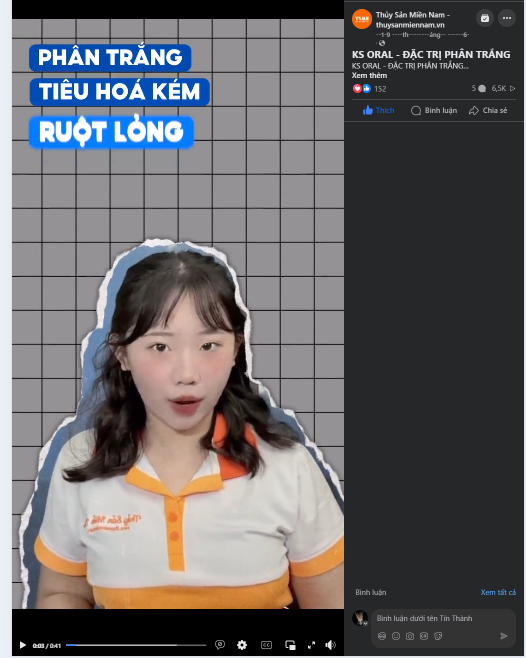 PHÂN TRẮNG
TIÊU HOÁ KÉM
RUỘT LỎNG
Thủy Sản Miền Nam -
thuysanmiennam.vn
KS ORAL - ĐẶC TRỊ PHÂN TRẮNG
KS ORAL - ĐẶC TRỊ PHÂN TRẮNG...
Xem thêm
152
5
6,5K
Thích
Bình luận
Chia sẻ
0:03 / 0:41
Bình luận
Xem tất cả
Bình luận dưới tên Tín Thành